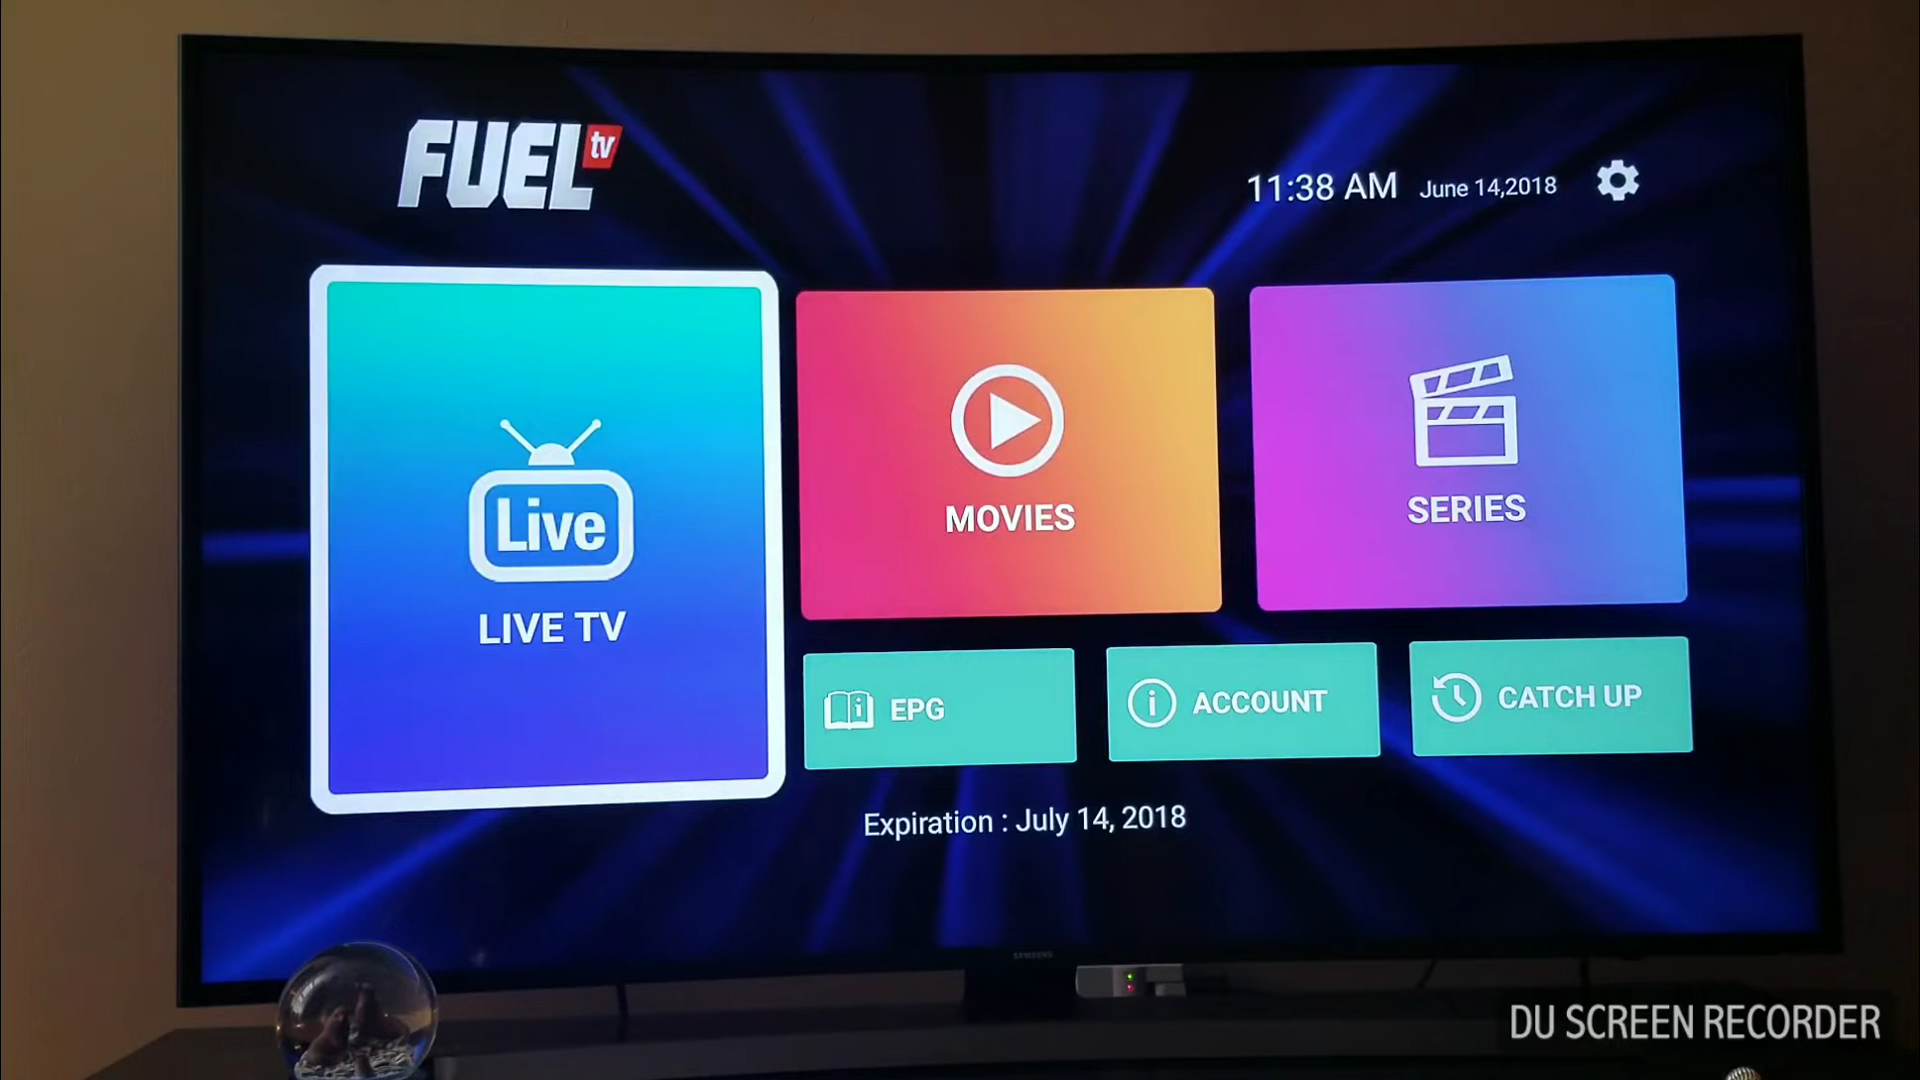 FUEL tv
11:38 AM June 14,2018
Live
LIVE TV
MOVIES
SERIES
EPG
i ACCOUNT
CATCH UP
Expiration : July 14, 2018
SAMSUNG
DU SCREEN RECORDER